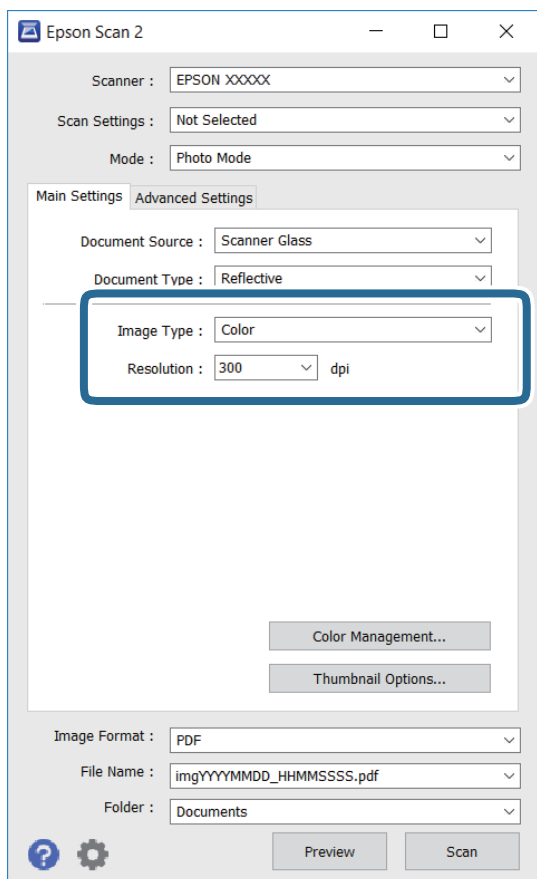 Epson Scan 2
Scanner : EPSON XXXXX
Scan Settings : Not Selected
Mode : Photo Mode
Main Settings Advanced Settings
Document Source : Scanner Glass
Document Type : Reflective
Image Type : Color
Resolution : 300 dpi
Color Management...
Thumbnail Options...
Image Format : PDF
File Name : imgYYYYMMDD_HHMMSSSS.pdf
Folder : Documents
? Preview Scan